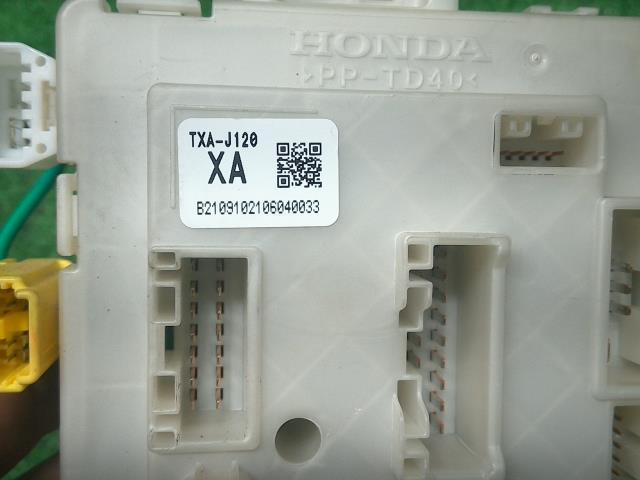 HONDA
>PP-TD40<
TXA-J120
XA
B2109102106040033